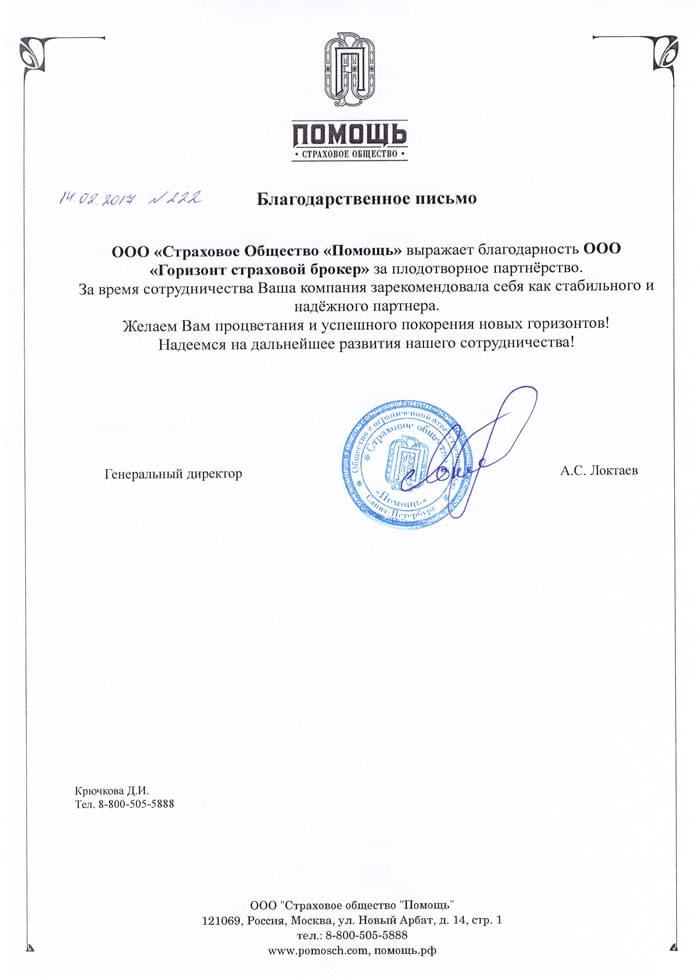 ПОМОЩЬ
• СТРАХОВОЕ ОБЩЕСТВО •
14.02.2017 №222
Благодарственное письмо
ООО «Страховое Общество «Помощь» выражает благодарность ООО
«Горизонт страховой брокер» за плодотворное партнёрство.
За время сотрудничества Ваша компания зарекомендовала себя как стабильного и
надёжного партнера.
Желаем Вам процветания и успешного покорения новых горизонтов!
Надеемся на дальнейшее развития нашего сотрудничества!
Общество с ограниченной ответственностью
Страховое общество
«Помощь»
Санкт-Петербург
Генеральный директор
А.С. Локтаев
Крючкова Д.И.
Тел. 8-800-505-5888
ООО "Страховое общество "Помощь"
121069, Россия, Москва, ул. Новый Арбат, д. 14, стр. 1
тел.: 8-800-505-5888
www.pomosch.com, помощь.рф